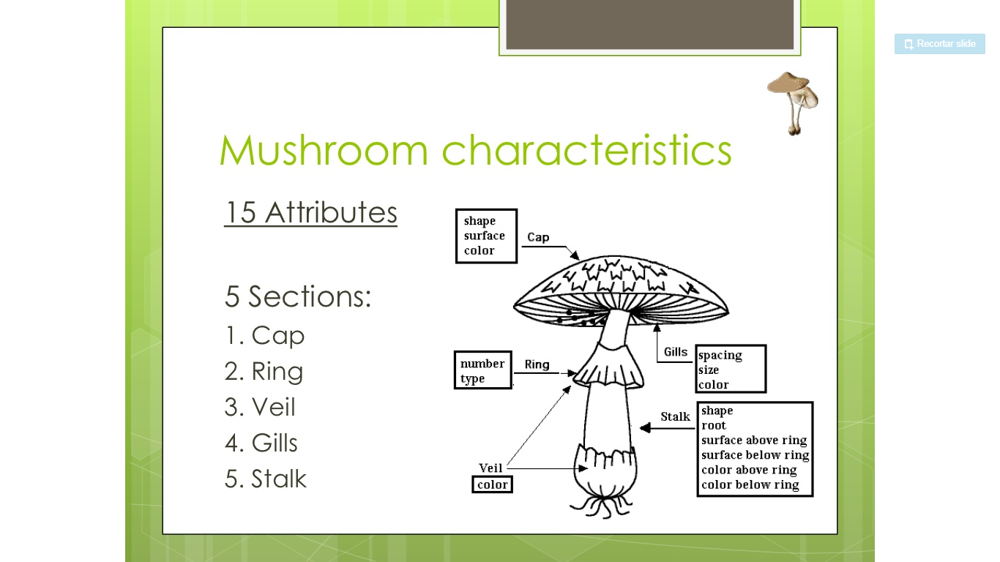 Recortar slide
Mushroom characteristics
15 Attributes
5 Sections:
1. Cap
2. Ring
3. Veil
4. Gills
5. Stalk
shape
surface
color
Cap
number
type
Ring
Gills
spacing
size
color
Stalk
shape
root
surface above ring
surface below ring
color above ring
color below ring
Veil
color